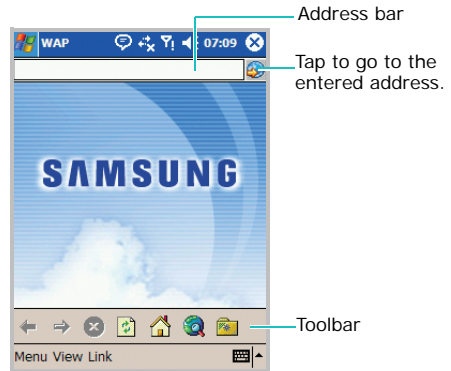 Address bar
WAP 07:09
Tap to go to the
entered address.
SAMSUNG
Toolbar
Menu View Link